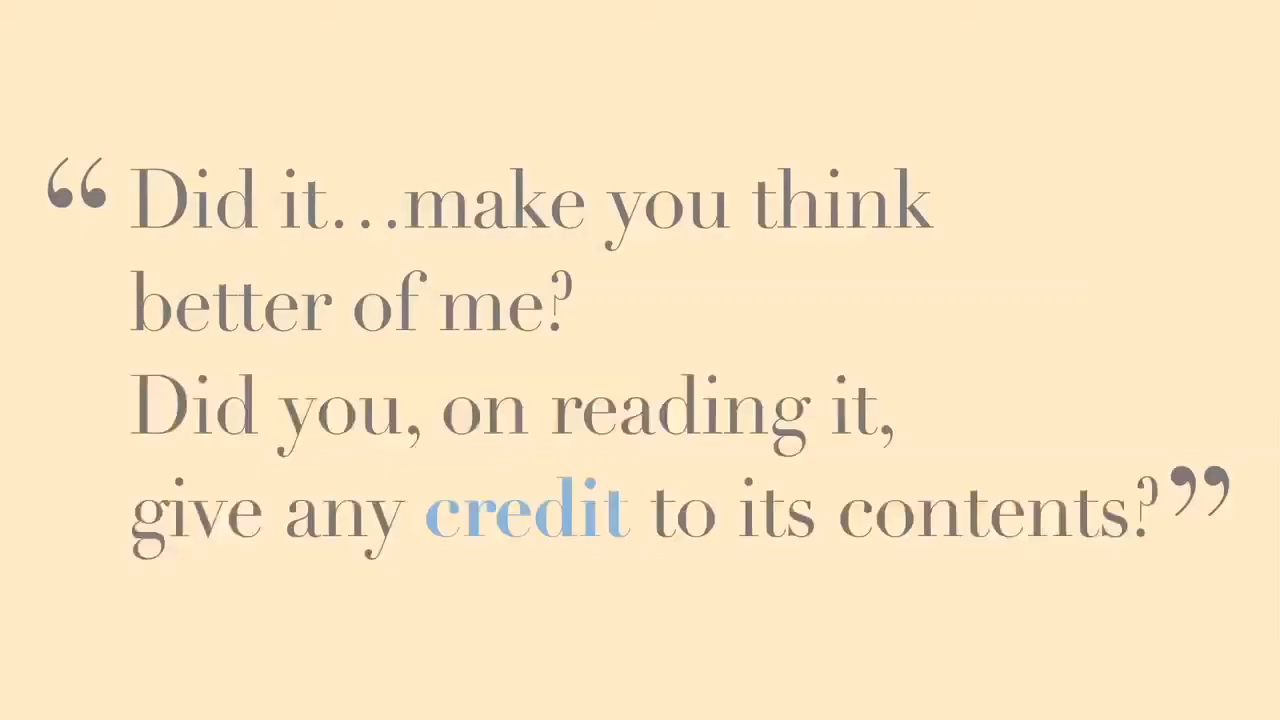 “Did it…make you think
better of me?
Did you, on reading it,
give any credit to its contents?”